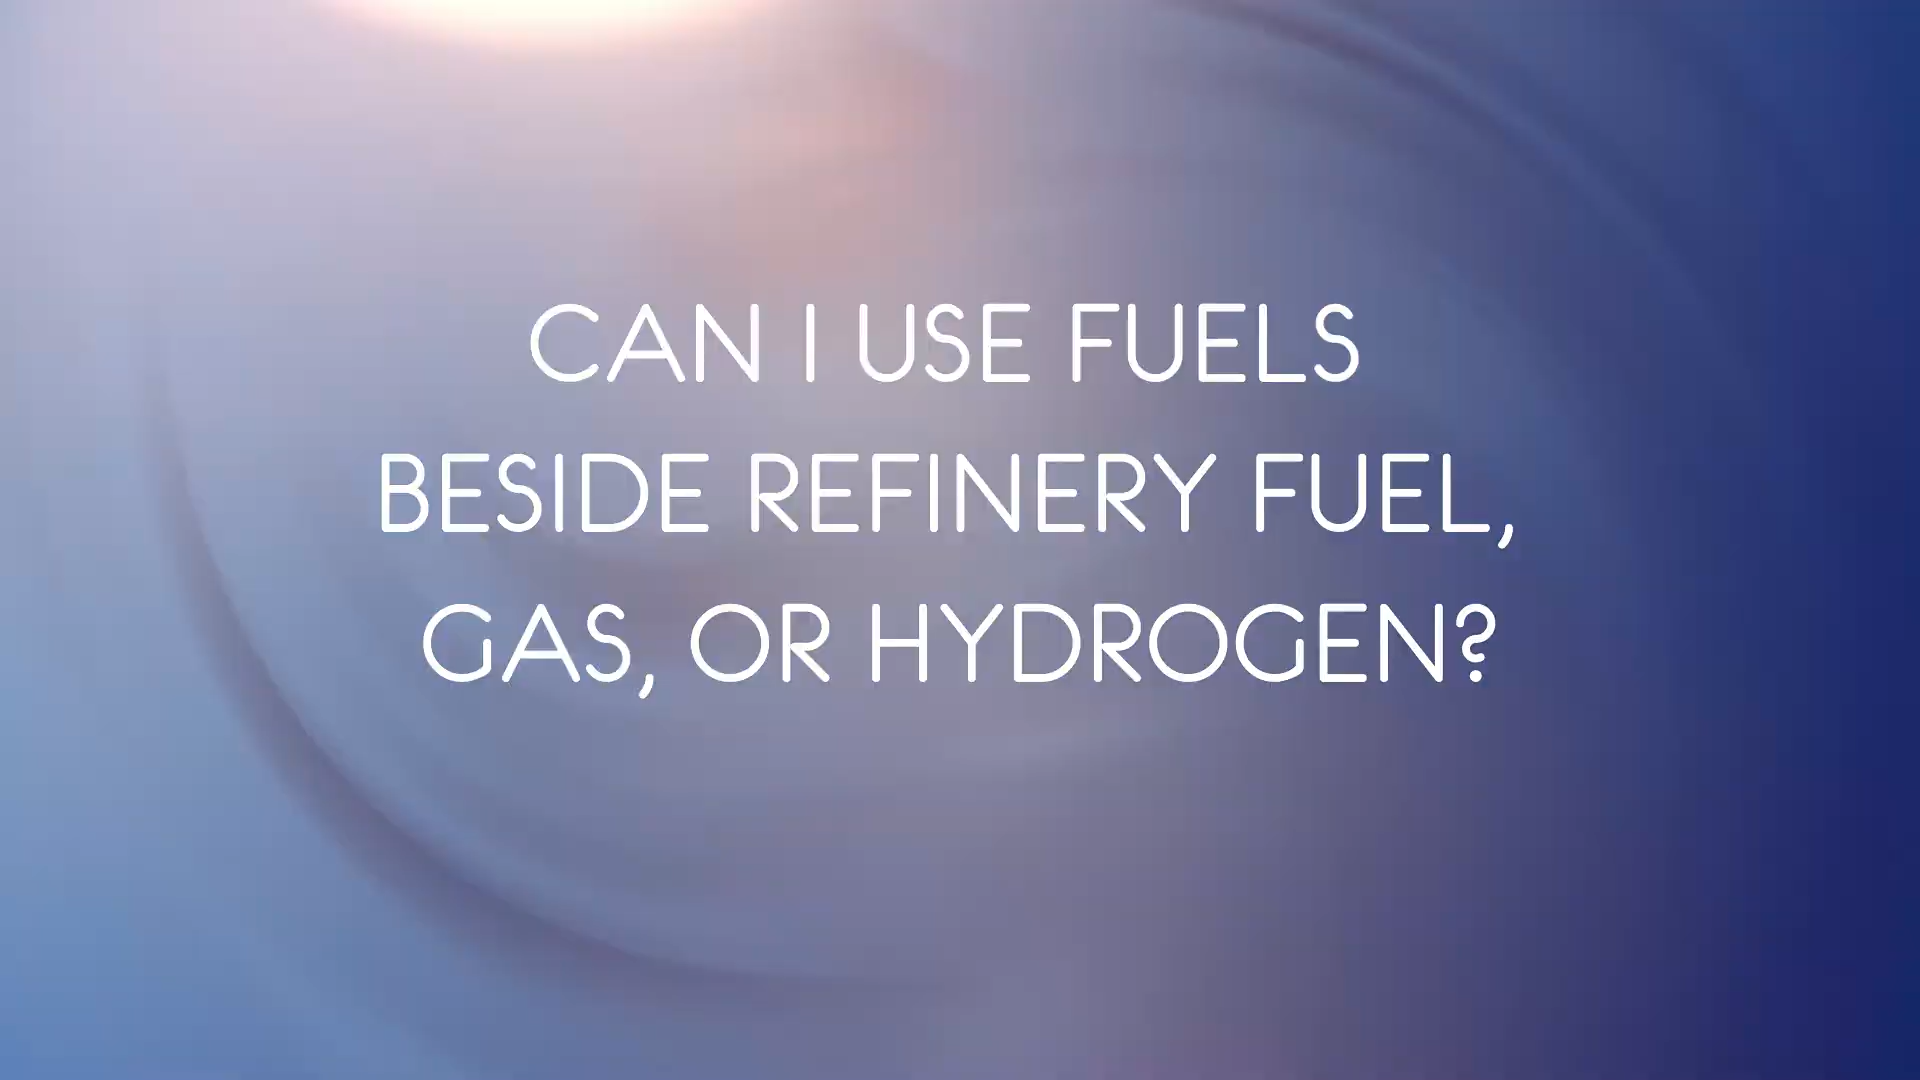 CAN I USE FUELS
BESIDE REFINERY FUEL,
GAS, OR HYDROGEN?